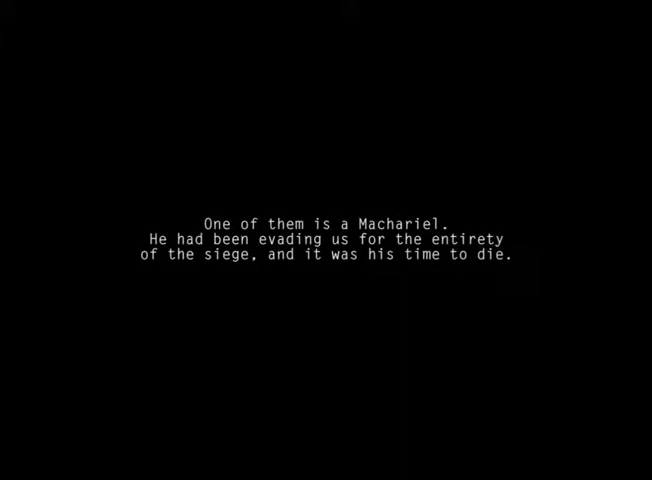 One of them is a Machariel.
He had been evading us for the entirety
of the siege, and it was his time to die.